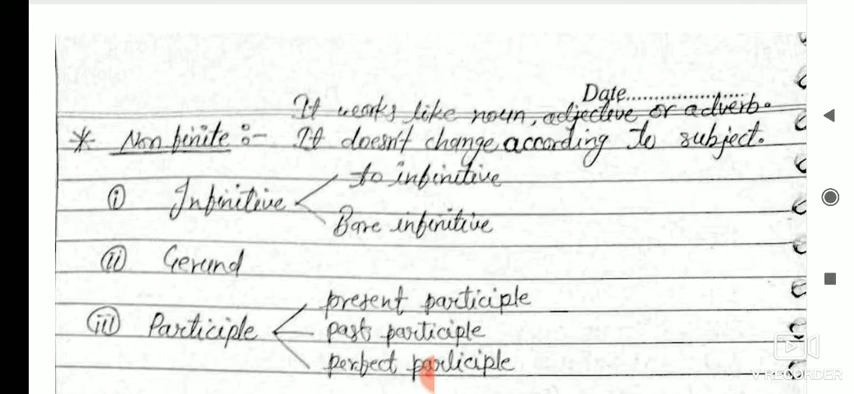 Date.....................
It works like noun, adjective or adverb.
* Non finite :- It doesn't change according to subject.
(i) Infinitive
to infinitive
Bare infinitive
(ii) Gerund
(iii) Participle
present participle
past participle
perfect participle
V RECORDER